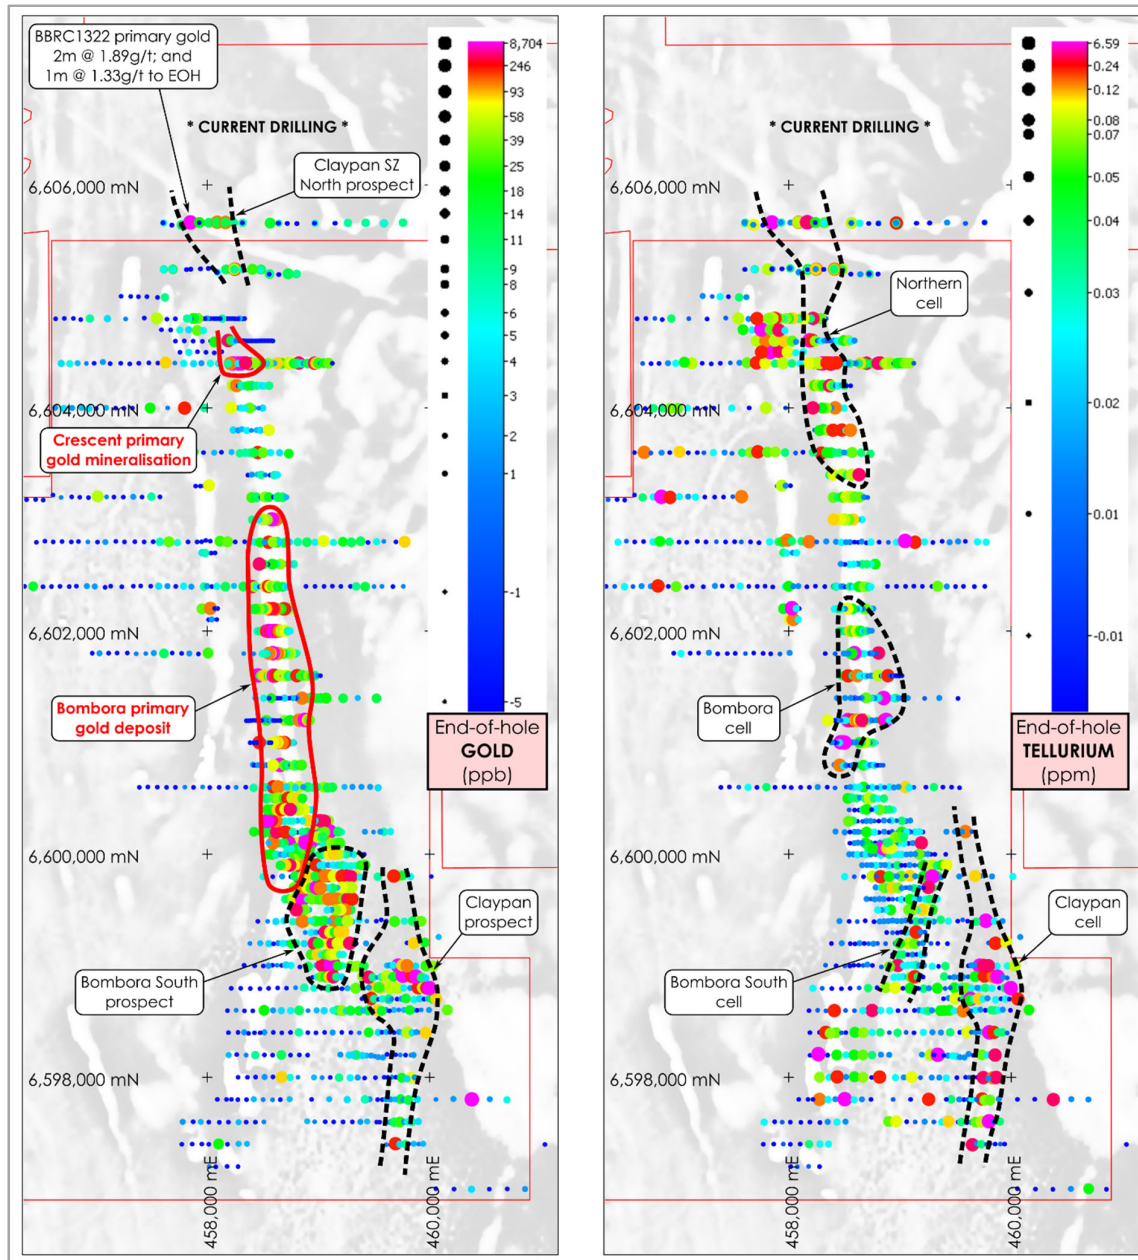 BBRC1322 primary gold
2m @ 1.89g/t; and
1m @ 1.33g/t to EOH
* CURRENT DRILLING *
Claypan SZ
North prospect
6,606,000 mN
6,604,000 mN
Crescent primary
gold mineralisation
6,602,000 mN
Bombora primary
gold deposit
6,600,000 mN
Claypan
prospect
Bombora South
prospect
6,598,000 mN
458,000 mE
460,000 mE
8,704
246
93
58
39
25
18
14
11
9
8
6
5
4
3
2
1
-1
-5
End-of-hole
GOLD
(ppb)
* CURRENT DRILLING *
6,606,000 mN
Northern
cell
6,604,000 mN
6,602,000 mN
Bombora
cell
6,600,000 mN
Claypan
cell
Bombora South
cell
6,598,000 mN
458,000 mE
460,000 mE
6.59
0.24
0.12
0.08
0.07
0.05
0.04
0.03
0.02
0.01
-0.01
End-of-hole
TELLURIUM
(ppm)